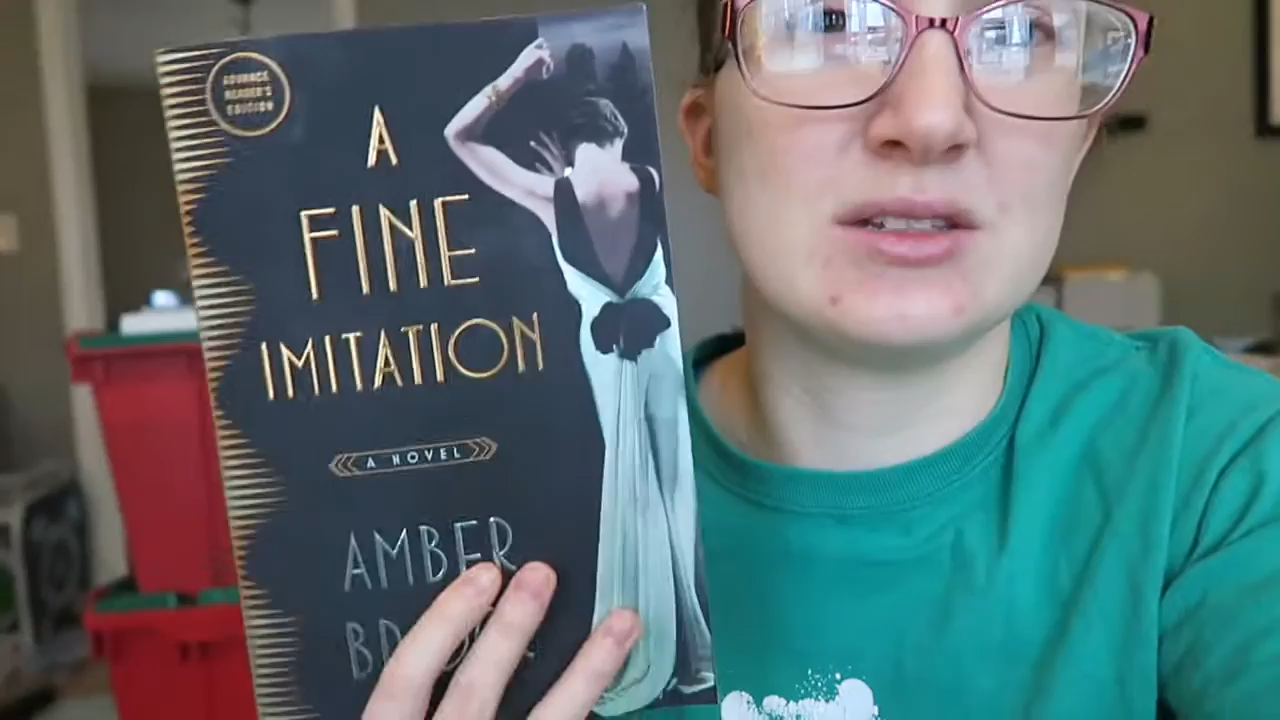 ADVANCE
READER'S
EDITION
A
FINE
IMITATION
A NOVEL
AMBER